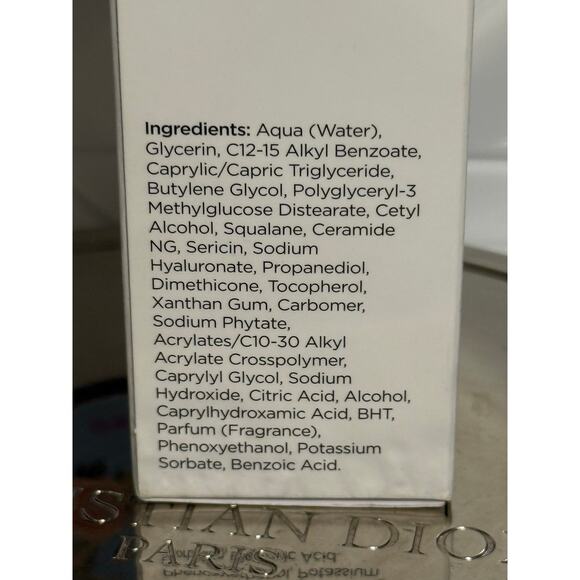 Ingredients: Aqua (Water),
Glycerin, C12-15 Alkyl Benzoate,
Caprylic/Capric Triglyceride,
Butylene Glycol, Polyglyceryl-3
Methylglucose Distearate, Cetyl
Alcohol, Squalane, Ceramide
NG, Sericin, Sodium
Hyaluronate, Propanediol,
Dimethicone, Tocopherol,
Xanthan Gum, Carbomer,
Sodium Phytate,
Acrylates/C10-30 Alkyl
Acrylate Crosspolymer,
Caprylyl Glycol, Sodium
Hydroxide, Citric Acid, Alcohol,
Caprylhydroxamic Acid, BHT,
Parfum (Fragrance),
Phenoxyethanol, Potassium
Sorbate, Benzoic Acid.
STIAN DIO
PARIS